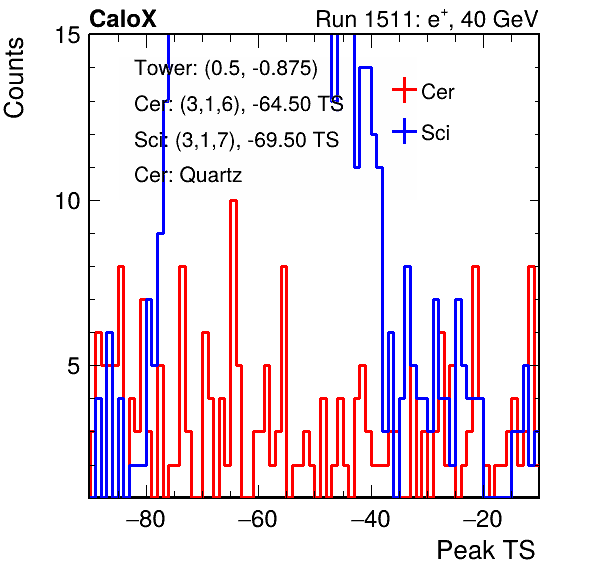 CaloX Run 1511: e⁺, 40 GeV
Counts
15
Tower: (0.5, -0.875)
Cer: (3,1,6), -64.50 TS
Sci: (3,1,7), -69.50 TS
Cer: Quartz
Cer
Sci
10
5
−80 −60 −40 −20
Peak TS